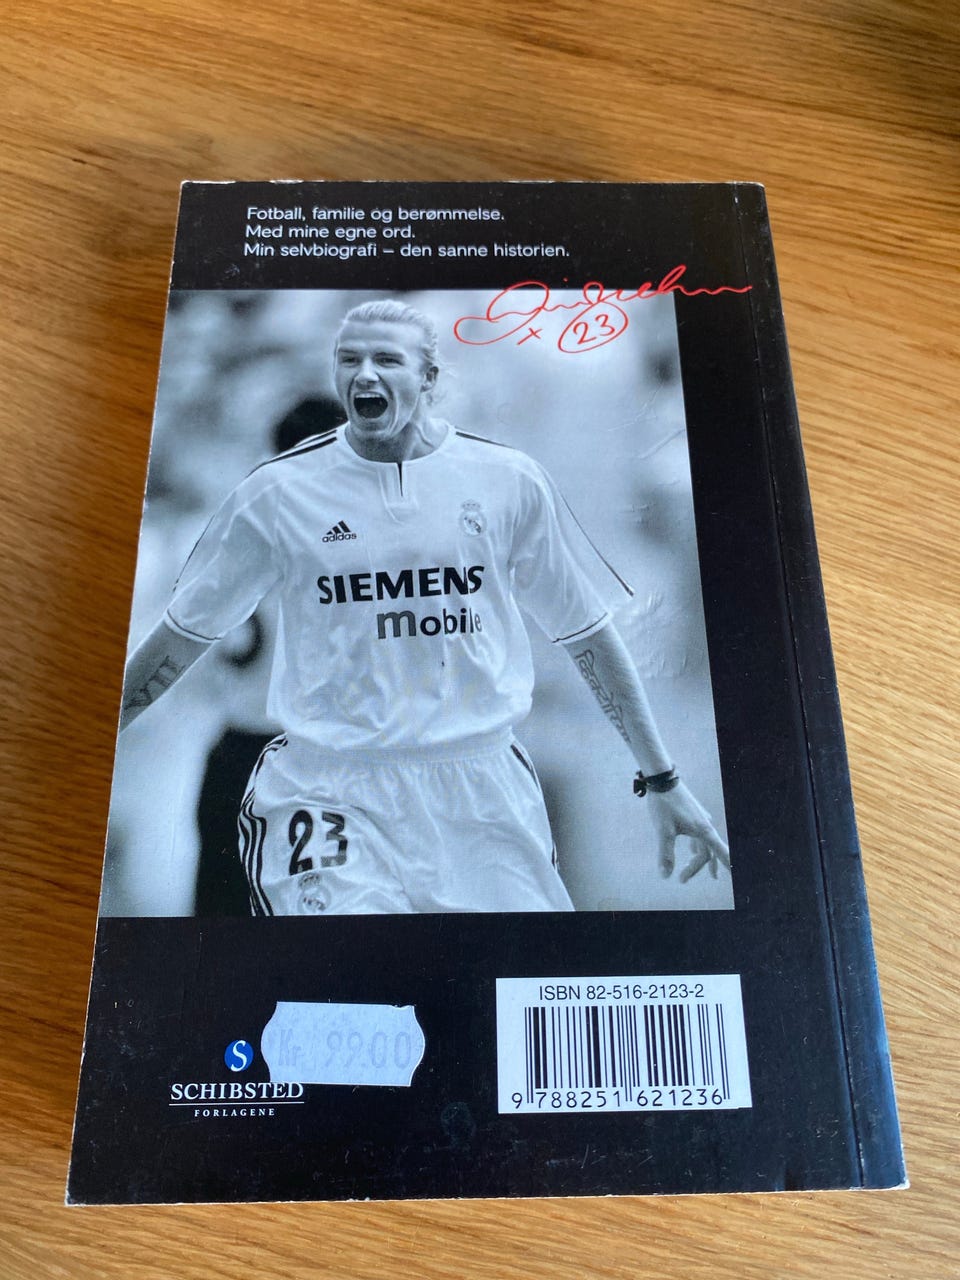 Fotball, familie og berømmelse.
Med mine egne ord.
Min selvbiografi – den sanne historien.
23
adidas
SIEMENS
mobile
VII
23
ISBN 82-516-2123-2
9 788251 621236
Kr 99.00
S
SCHIBSTED
FORLAGENE